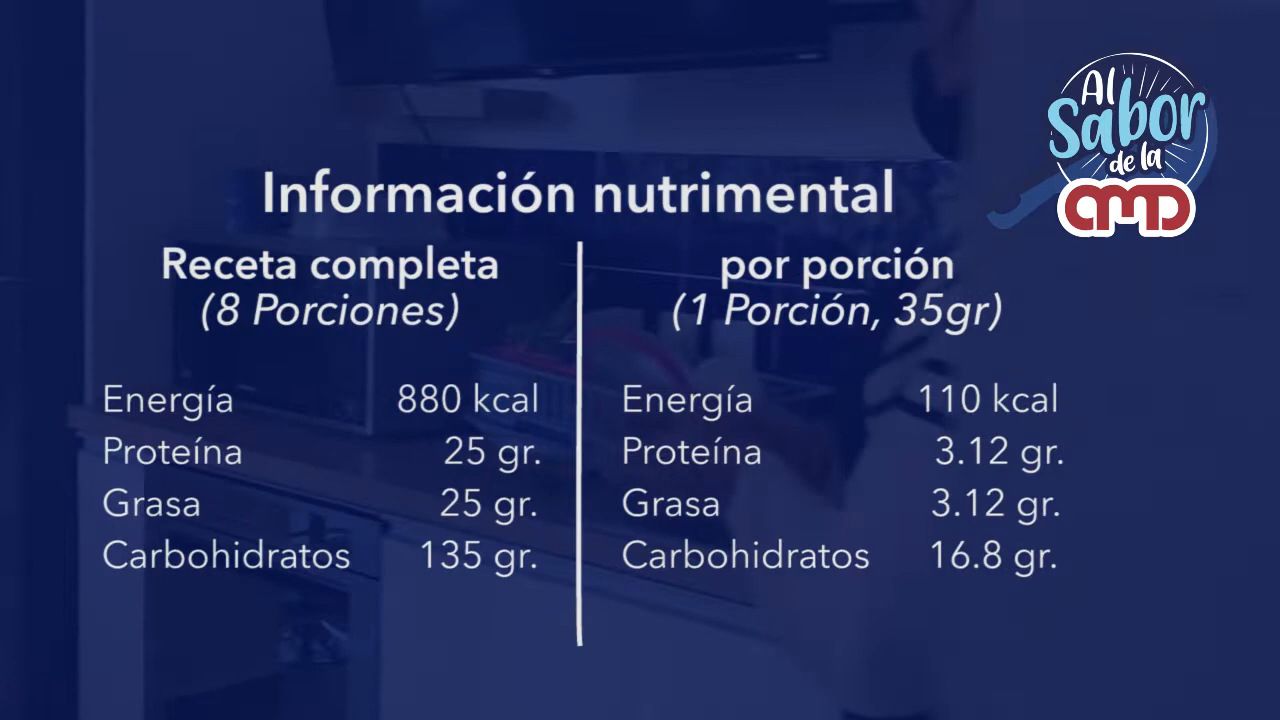 Al
Sabor
de la
AMD
Información nutrimental
Receta completa
(8 Porciones)
Energía 880 kcal
Proteína 25 gr.
Grasa 25 gr.
Carbohidratos 135 gr.
por porción
(1 Porción, 35gr)
Energía 110 kcal
Proteína 3.12 gr.
Grasa 3.12 gr.
Carbohidratos 16.8 gr.